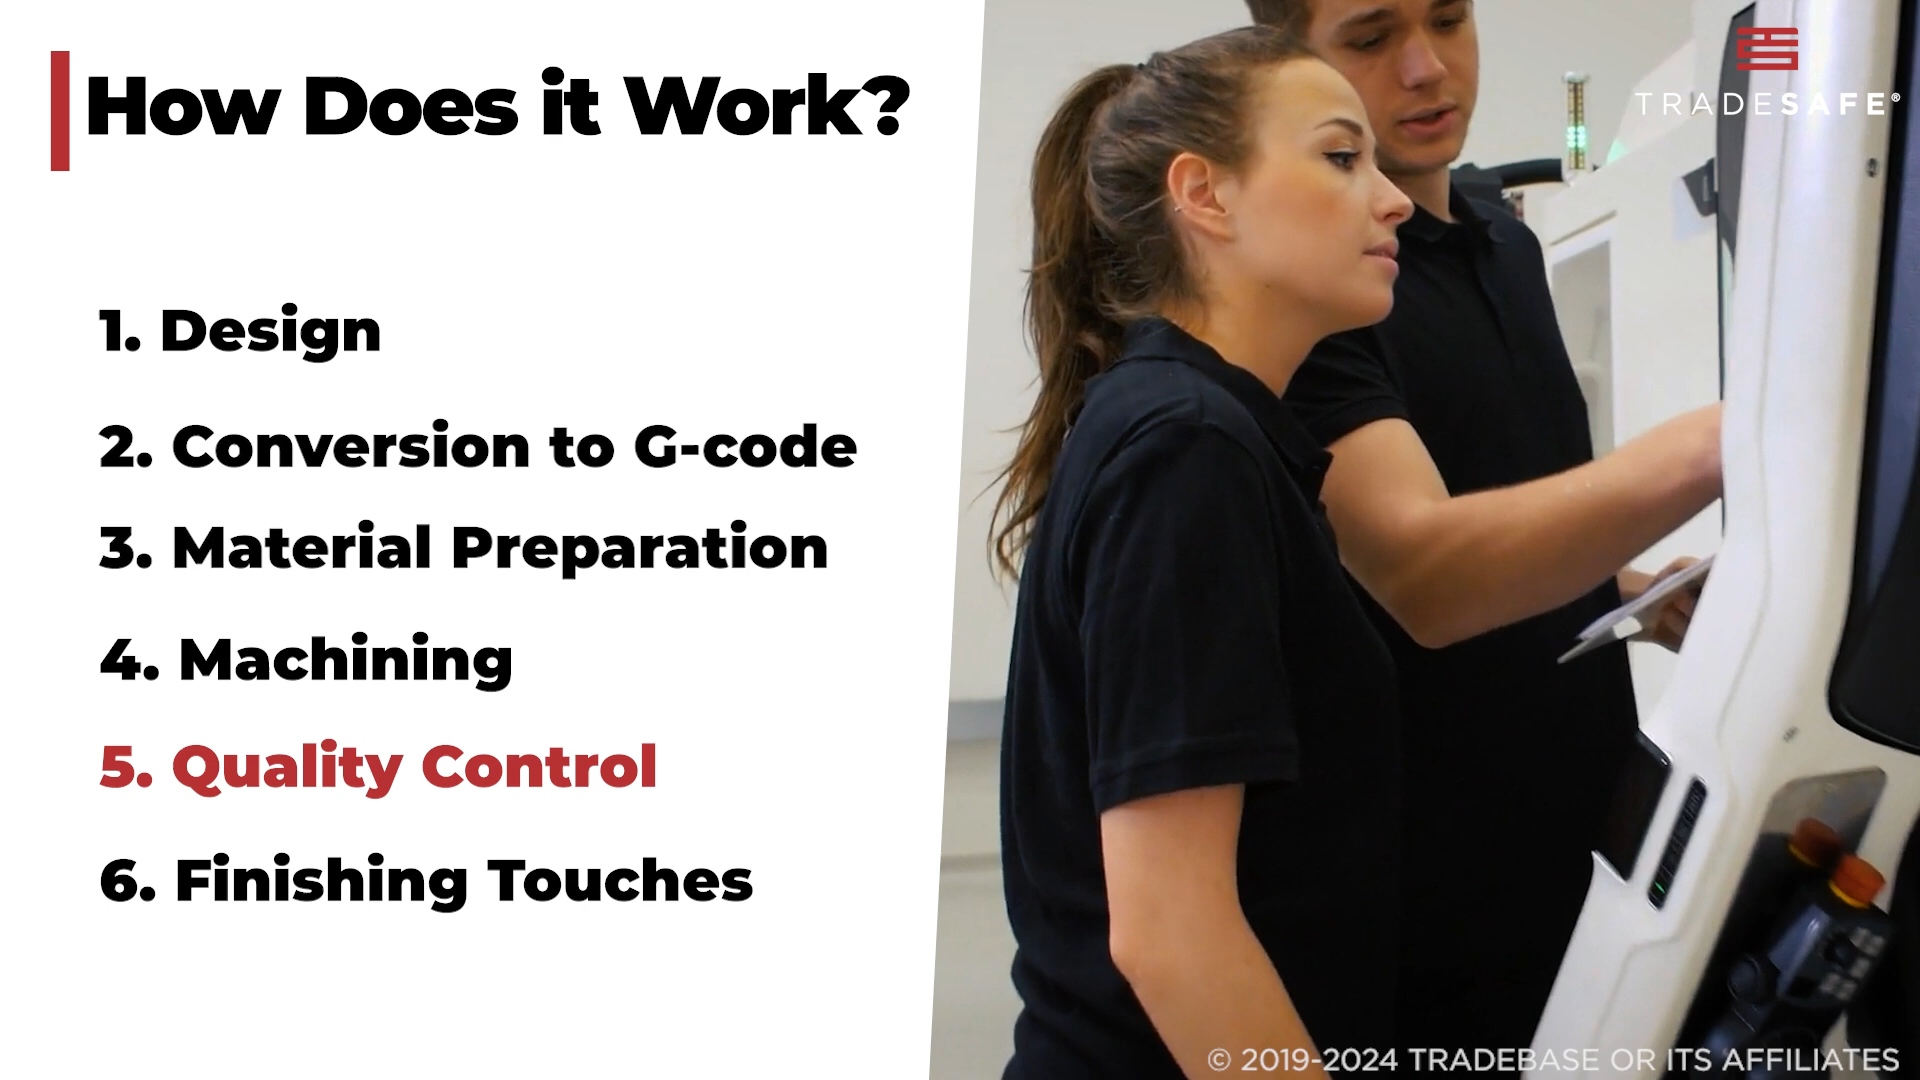 How Does it Work?
TRADESAFE®
1. Design
2. Conversion to G-code
3. Material Preparation
4. Machining
5. Quality Control
6. Finishing Touches
© 2019-2024 TRADEBASE OR ITS AFFILIATES